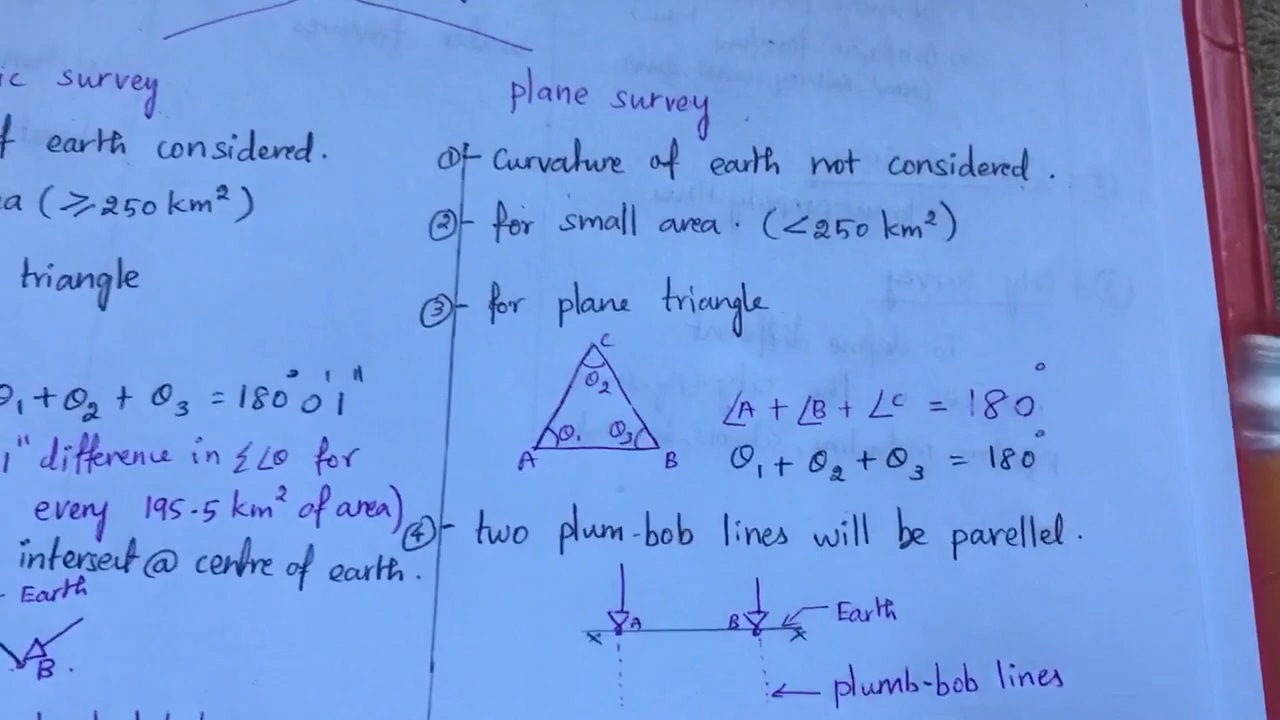 ic survey
f earth considered.
a (≥250 km²)
triangle
θ₁ + θ₂ + θ₃ = 180° 0' 1"
1" difference in ξ∠θ for
every 195.5 km² of area)
intersect @ centre of earth.
Earth
B.
plane survey
①- Curvature of earth not considered.
②- for small area. (<250 km²)
③- for plane triangle
C
θ₂
θ₁ θ₃
A B
∠A + ∠B + ∠C = 180°
θ₁ + θ₂ + θ₃ = 180°
④- two plum-bob lines will be parellel.
A B Earth
plumb-bob lines